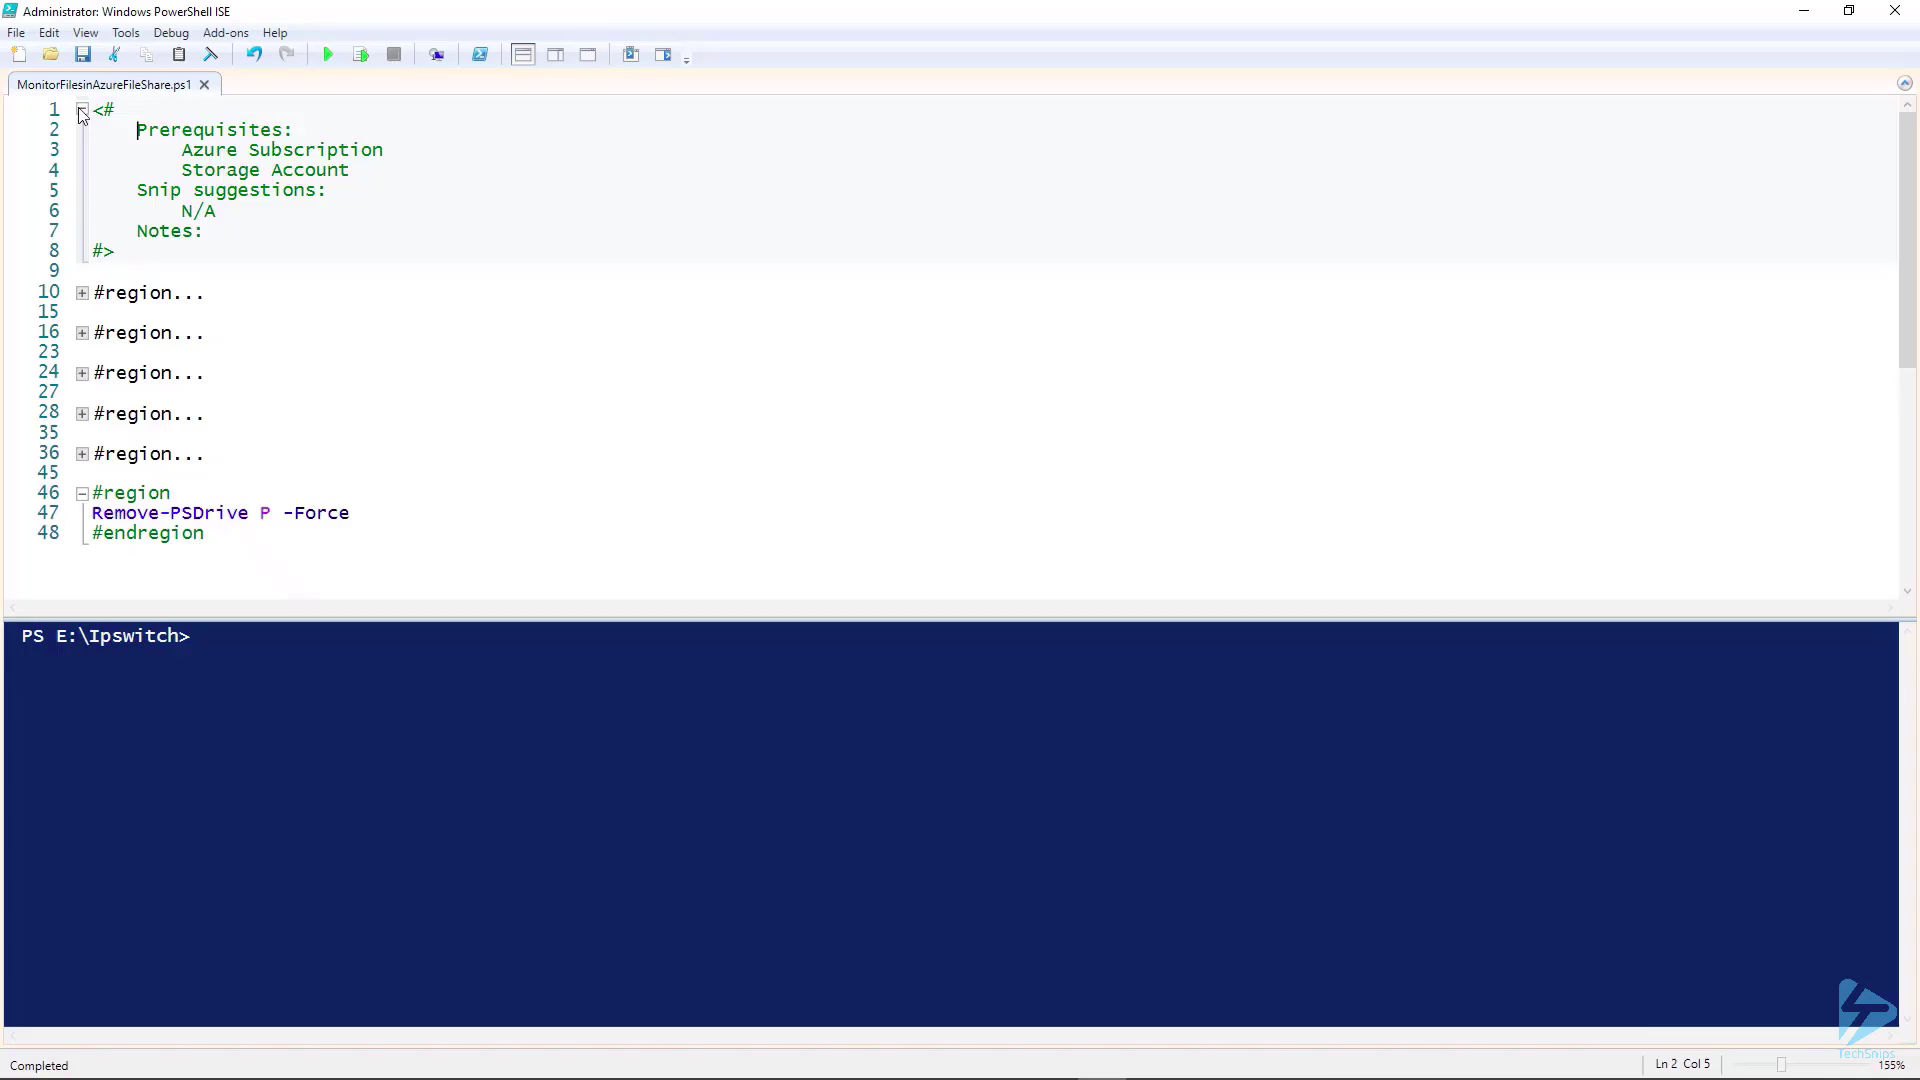 Administrator: Windows PowerShell ISE
File Edit View Tools Debug Add-ons Help
MonitorFilesinAzureFileShare.ps1
1 <#
2 Prerequisites:
3 Azure Subscription
4 Storage Account
5 Snip suggestions:
6 N/A
7 Notes:
8 #>
9
10 #region...
15
16 #region...
23
24 #region...
27
28 #region...
35
36 #region...
45
46 #region
47 Remove-PSDrive P -Force
48 #endregion
PS E:\Ipswitch>
TechSnips
Completed Ln 2 Col 5 155%